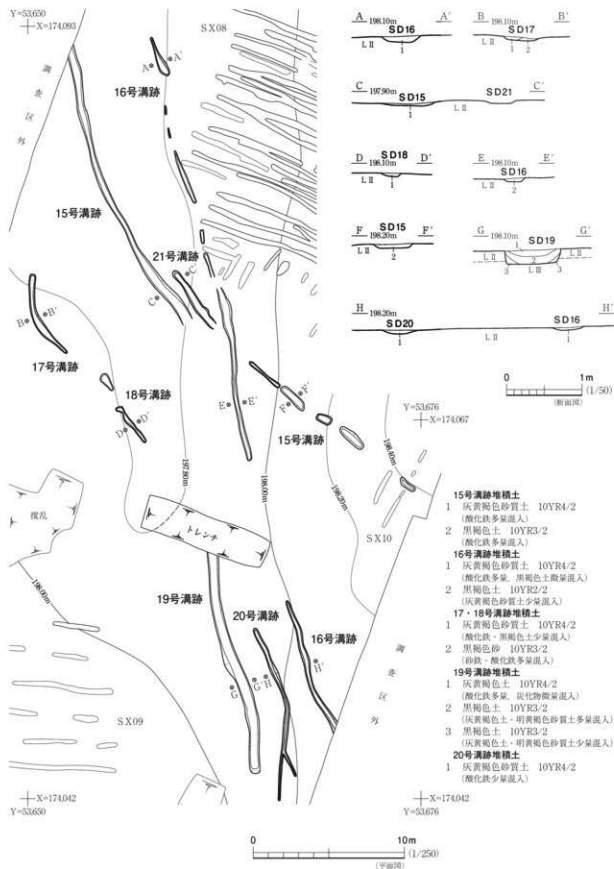 Y=53,650
X=174,093
SX08
調査区外
A A′
16号溝跡
15号溝跡
21号溝跡
C C′
B B′
17号溝跡
18号溝跡
D D′
E E′
F F′
15号溝跡
Y=53,676
X=174,067
197.80m
198.00m
198.20m
198.40m
SX10
撹乱
トレンチ
198.00m
19号溝跡
20号溝跡
16号溝跡
G G′ H
H′
調査区外
SX09
X=174,042
Y=53,650
X=174,042
Y=53,676
0 10m
(1/250)
(平面図)
A 198.10m SD16 A′
LⅡ 1
B 198.10m SD17 B′
LⅡ 1 2
C 197.90m SD15 SD21 C′
1 LⅡ
D 198.10m SD18 D′
LⅡ 1
E 198.10m SD16 E′
LⅡ 2
F 198.20m SD15 F′
LⅡ 2
G 198.10m SD19 G′
LⅡ 1 LⅡ
2
3 LⅢ 3
H 198.20m SD20 SD16 H′
1 LⅡ 1
0 1m
(1/50)
(断面図)
15号溝跡堆積土
1 灰黄褐色砂質土 10YR4/2
(酸化鉄多量混入)
2 黒褐色土 10YR3/2
(酸化鉄多量混入)
16号溝跡堆積土
1 灰黄褐色砂質土 10YR4/2
(酸化鉄多量，黒褐色土微量混入)
2 黒褐色土 10YR2/2
(灰黄褐色砂質土少量混入)
17・18号溝跡堆積土
1 灰黄褐色砂質土 10YR4/2
(酸化鉄・黒褐色土少量混入)
2 黒褐色砂 10YR3/2
(砂鉄・酸化鉄多量混入)
19号溝跡堆積土
1 灰黄褐色土 10YR4/2
(酸化鉄多量，炭化物微量混入)
2 黒褐色土 10YR3/2
(灰黄褐色土・明黄褐色砂質土多量混入)
3 黒褐色土 10YR3/2
(灰黄褐色土・明黄褐色砂質土少量混入)
20号溝跡堆積土
1 灰黄褐色砂質土 10YR4/2
(酸化鉄少量混入)